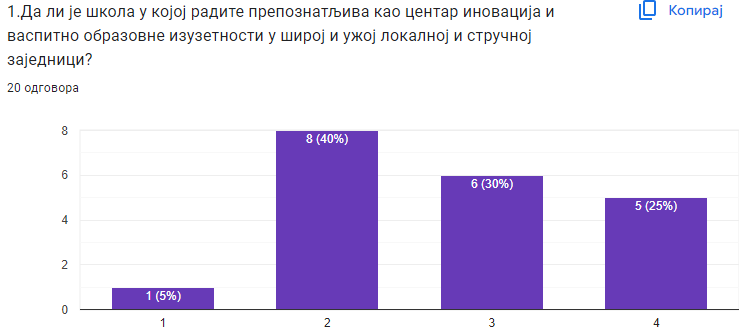 1.Да ли је школа у којој радите препознатљива као центар иновација и
васпитно образовне изузетности у широј и ужој локалној и стручној
заједници?
Копирај
20 одговора
8
6
4
2
0
1 (5%)
8 (40%)
6 (30%)
5 (25%)
1
2
3
4